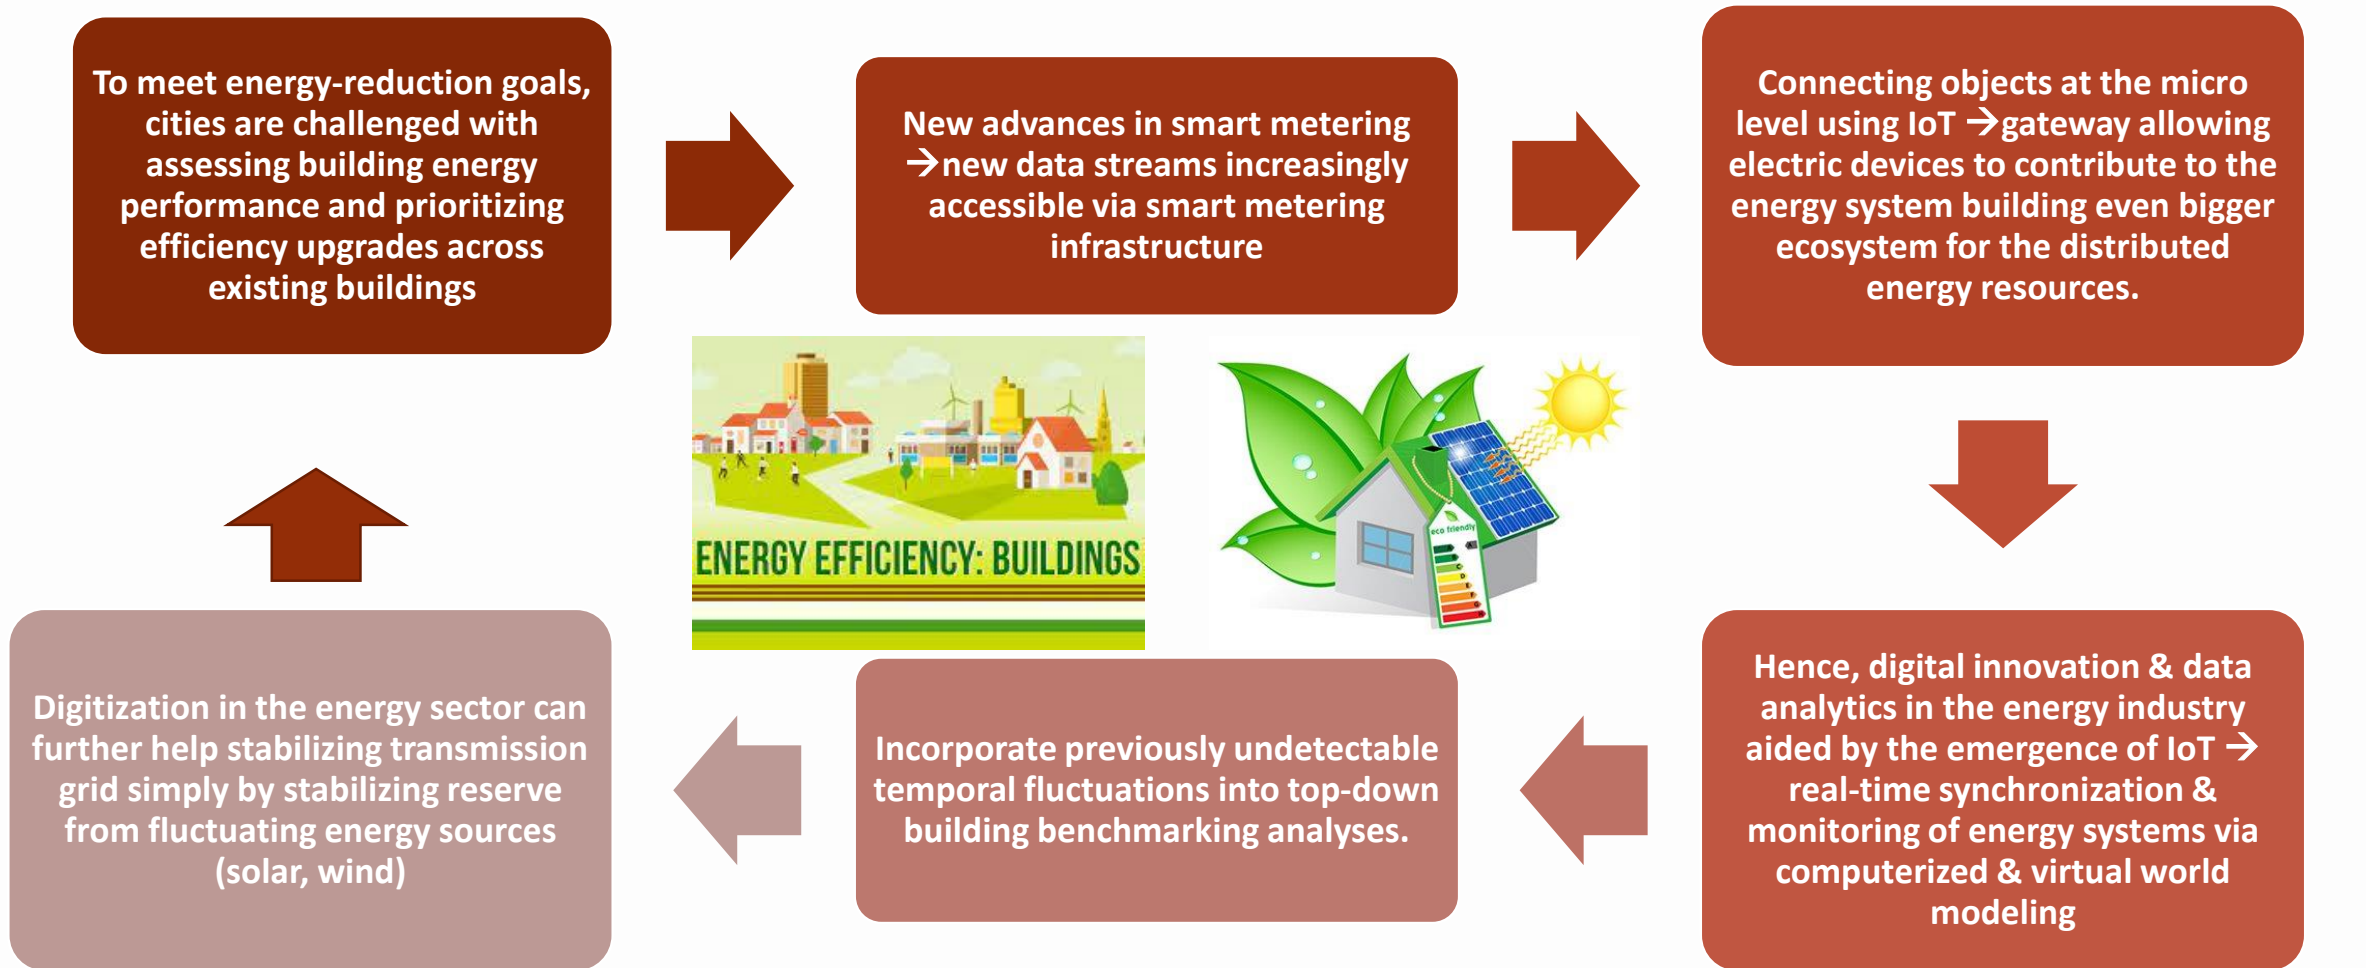 To meet energy-reduction goals,
cities are challenged with
assessing building energy
performance and prioritizing
efficiency upgrades across
existing buildings
New advances in smart metering
→new data streams increasingly
accessible via smart metering
infrastructure
Connecting objects at the micro
level using IoT →gateway allowing
electric devices to contribute to the
energy system building even bigger
ecosystem for the distributed
energy resources.
ENERGY EFFICIENCY: BUILDINGS
eco friendly
A
C
D
E
F
G
H
Hence, digital innovation & data
analytics in the energy industry
aided by the emergence of IoT →
real-time synchronization &
monitoring of energy systems via
computerized & virtual world
modeling
Incorporate previously undetectable
temporal fluctuations into top-down
building benchmarking analyses.
Digitization in the energy sector can
further help stabilizing transmission
grid simply by stabilizing reserve
from fluctuating energy sources
(solar, wind)